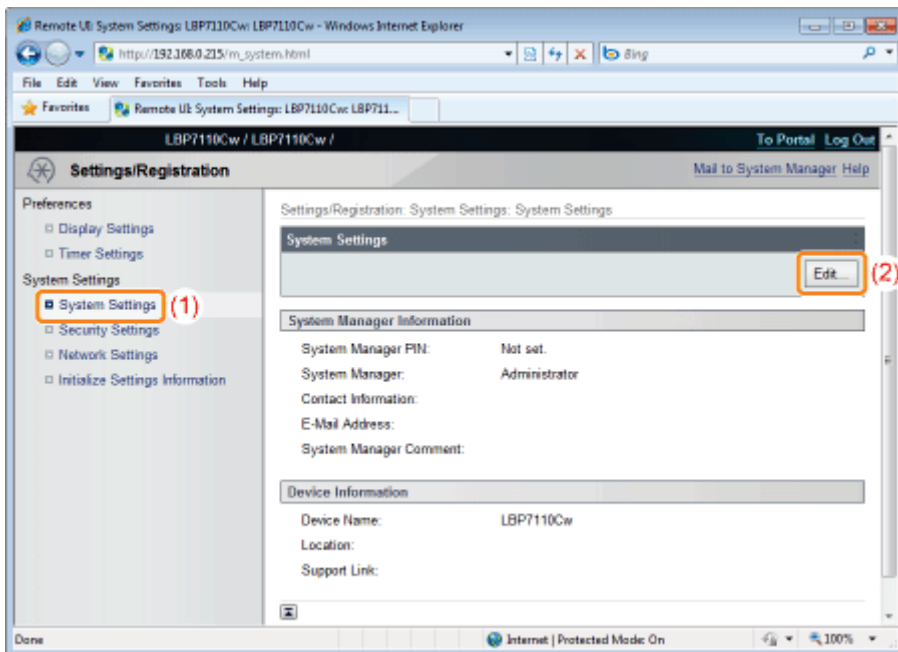 Remote UI: System Settings: LBP7110Cw: LBP7110Cw - Windows Internet Explorer
http://192.168.0.215/m_system.html
Bing
File Edit View Favorites Tools Help
Favorites
Remote UI: System Settings: LBP7110Cw: LBP711...
LBP7110Cw / LBP7110Cw /
To Portal Log Out
Settings/Registration
Mail to System Manager Help
Preferences
Display Settings
Timer Settings
System Settings
System Settings
(1)
Security Settings
Network Settings
Initialize Settings Information
Settings/Registration: System Settings: System Settings
System Settings
Edit...
(2)
System Manager Information
System Manager PIN: Not set.
System Manager: Administrator
Contact Information:
E-Mail Address:
System Manager Comment:
Device Information
Device Name: LBP7110Cw
Location:
Support Link:
Done
Internet | Protected Mode: On
100%